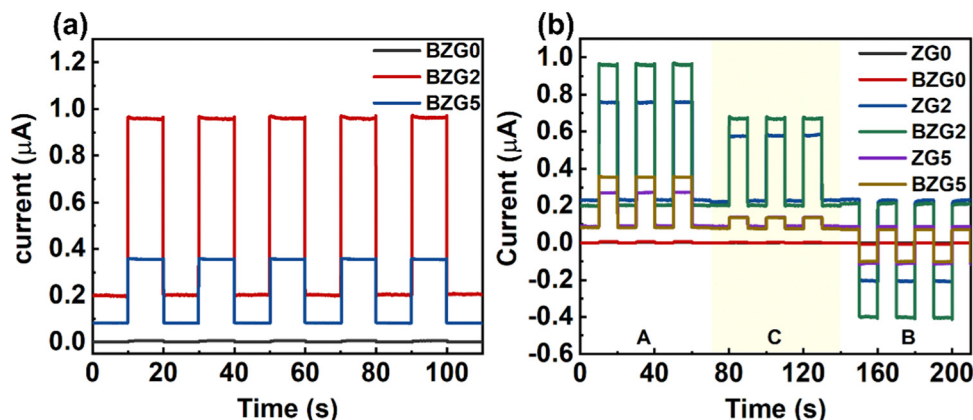 (a)
1.2
1.0
0.8
0.6
0.4
0.2
0.0
current (μA)
BZG0
BZG2
BZG5
0 20 40 60 80 100
Time (s)
(b)
1.0
0.8
0.6
0.4
0.2
0.0
-0.2
-0.4
-0.6
Current (μA)
ZG0
BZG0
ZG2
BZG2
ZG5
BZG5
A C B
0 40 80 120 160 200
Time (s)